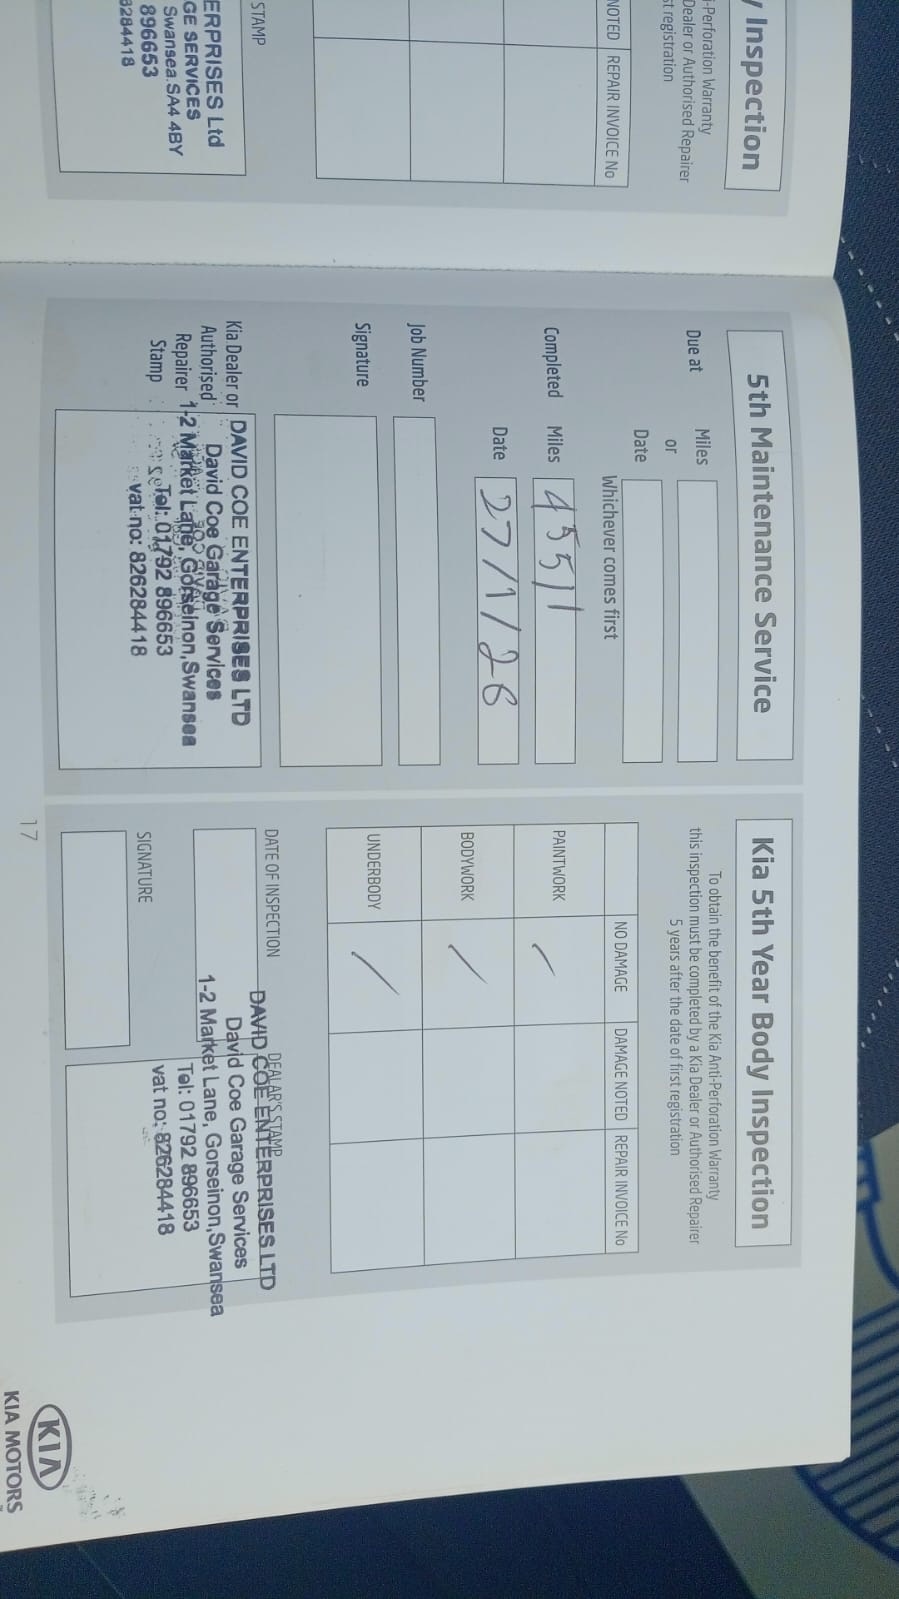 y Inspection
i-Perforation Warranty
Dealer or Authorised Repairer
st registration
NOTED REPAIR INVOICE No
STAMP
ERPRISES Ltd
GE SERVICES
Swansea SA4 4BY
896653
8284418
5th Maintenance Service
Due at Miles
or
Date
Whichever comes first
Completed Miles 45511
Date 27/1/26
Job Number
Signature
Kia Dealer or
Authorised
Repairer
Stamp
DAVID COE ENTERPRISES LTD
David Coe Garage Services
1-2 Market Lane, Gorseinon,Swansea
Tel: 01792 896653
vat no: 826284418
Kia 5th Year Body Inspection
To obtain the benefit of the Kia Anti-Perforation Warranty
this inspection must be completed by a Kia Dealer or Authorised Repairer
5 years after the date of first registration
NO DAMAGE DAMAGE NOTED REPAIR INVOICE No
PAINTWORK /
BODYWORK /
UNDERBODY /
DATE OF INSPECTION
DEALAR'S STAMP
DAVID COE ENTERPRISES LTD
David Coe Garage Services
1-2 Market Lane, Gorseinon,Swansea
Tel: 01792 896653
vat no: 826284418
SIGNATURE
17
KIA
KIA MOTORS